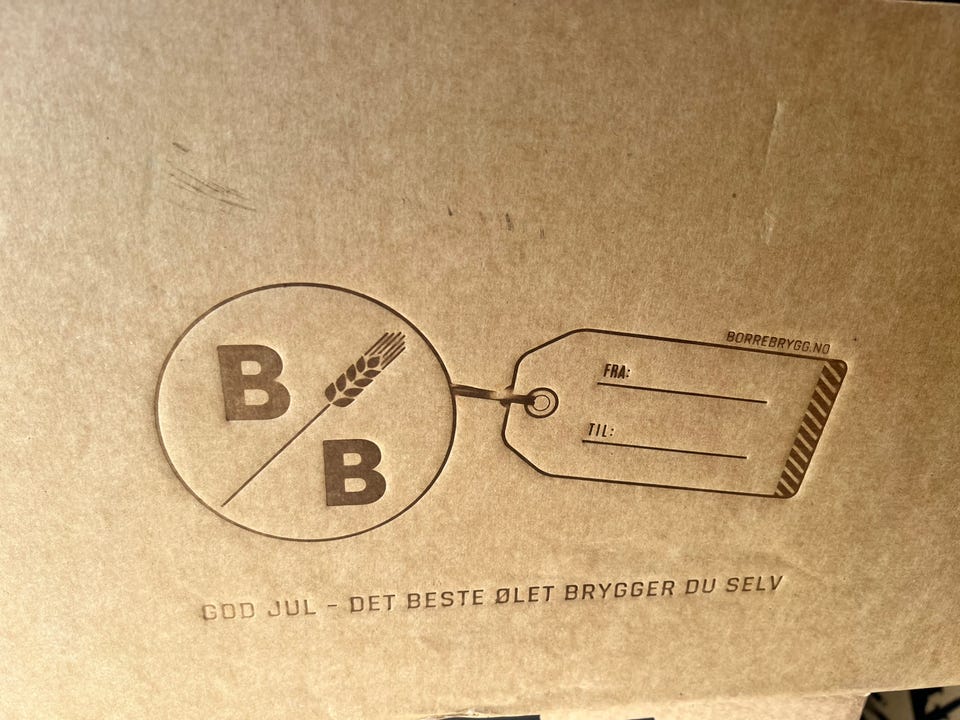 B
B
BORREBRYGG.NO
FRA:
TIL:
GOD JUL – DET BESTE ØLET BRYGGER DU SELV